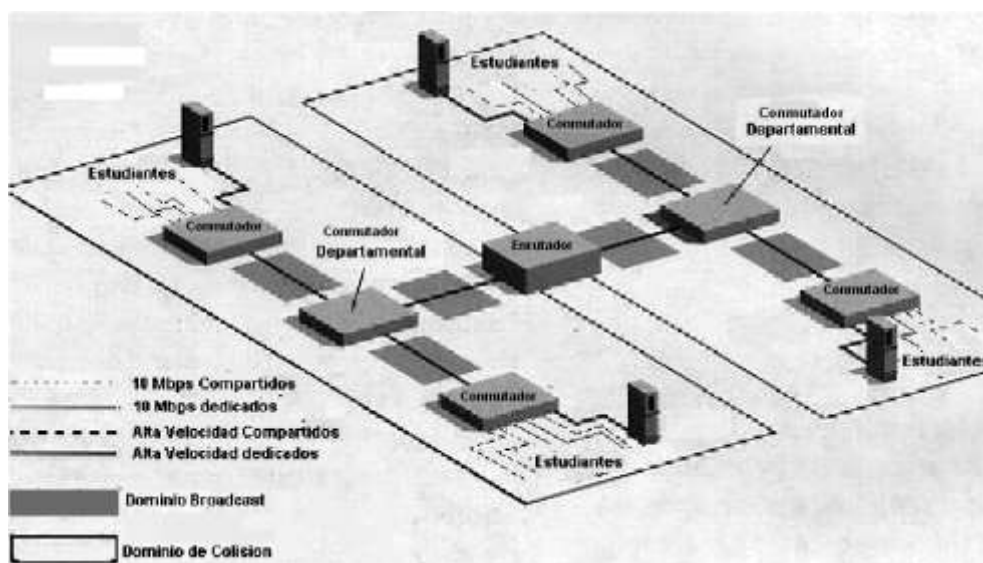 Estudiantes
Conmutador
Conmutador
Departamental
Estudiantes
Conmutador
Conmutador
Departamental
Enrutador
Conmutador
Estudiantes
Conmutador
Estudiantes
10 Mbps Compartidos
10 Mbps dedicados
Alta Velocidad Compartidos
Alta Velocidad dedicados
Dominio Broadcast
Dominio de Colision